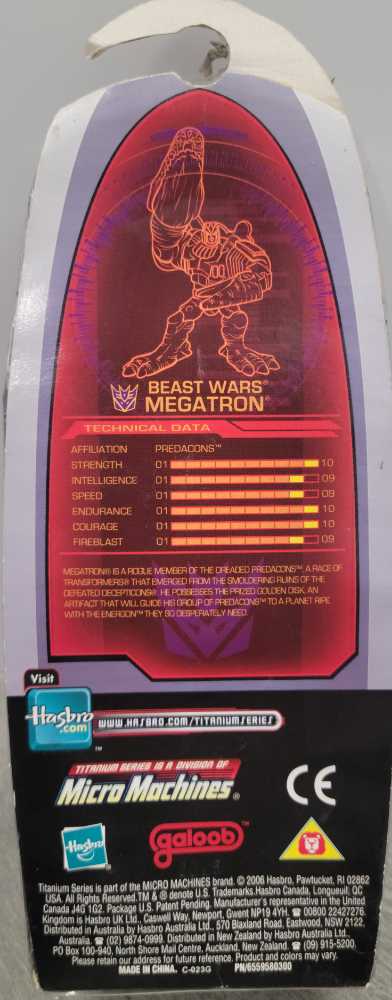 BEAST WARS®
MEGATRON®
TECHNICAL DATA
AFFILIATION PREDACONS™
STRENGTH 01 10
INTELLIGENCE 01 09
SPEED 01 09
ENDURANCE 01 10
COURAGE 01 10
FIREBLAST 01 09
MEGATRON® IS A ROGUE MEMBER OF THE DREADED PREDACONS™, A RACE OF
TRANSFORMERS® THAT EMERGED FROM THE SMOLDERING RUINS OF THE
DEFEATED DECEPTICONS®. HE POSSESSES THE PRIZED GOLDEN DISK, AN
ARTIFACT THAT WILL GUIDE HIS GROUP OF PREDACONS™ TO A PLANET RIPE
WITH THE ENERGON™ THEY SO DESPERATELY NEED.
Visit
Hasbro
.com
WWW.HASBRO.COM/TITANIUMSERIES
™
TITANIUM SERIES IS A DIVISION OF
Micro Machines®
CE
Hasbro
galoob™
Titanium Series is part of the MICRO MACHINES brand. © 2006 Hasbro. Pawtucket, RI 02862
USA. All Rights Reserved.TM & ® denote U.S. Trademarks.Hasbro Canada, Longueuil, QC
Canada J4G 1G2. Package U.S. Patent Pending. Manufacturer's representative in the United
Kingdom is Hasbro UK Ltd., Caswell Way, Newport, Gwent NP19 4YH. ☎ 00800 22427276.
Distributed in Australia by Hasbro Australia Ltd., 570 Blaxland Road, Eastwood, NSW 2122,
Australia. ☎ (02) 9874-0999. Distributed in New Zealand by Hasbro Australia Ltd.,
PO Box 100-940, North Shore Mail Centre, Auckland, New Zealand. ☎ (09) 915-5200.
Please retain our address for future reference. Product and colors may vary.
MADE IN CHINA. C-023G PN/6559580300